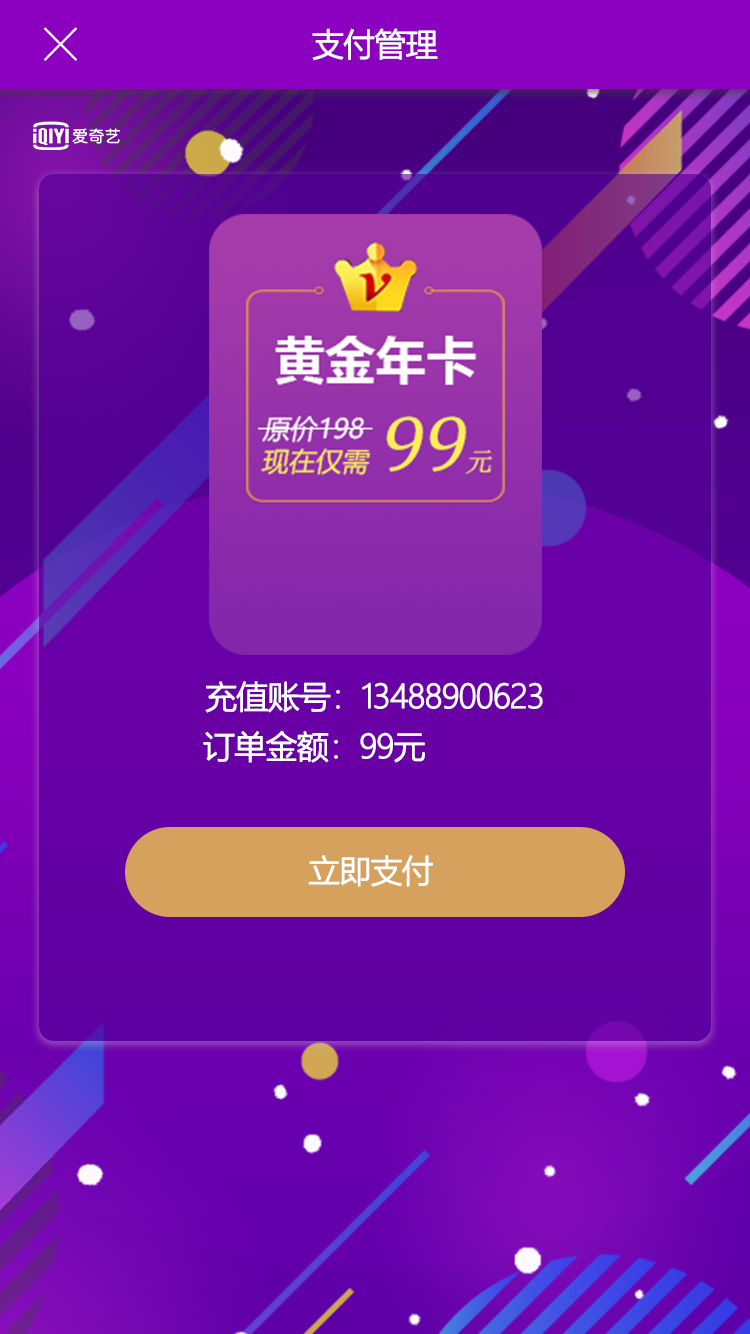 支付管理
iQIYI 爱奇艺
V
黄金年卡
原价198
现在仅需 99元
充值账号：13488900623
订单金额：99元
立即支付